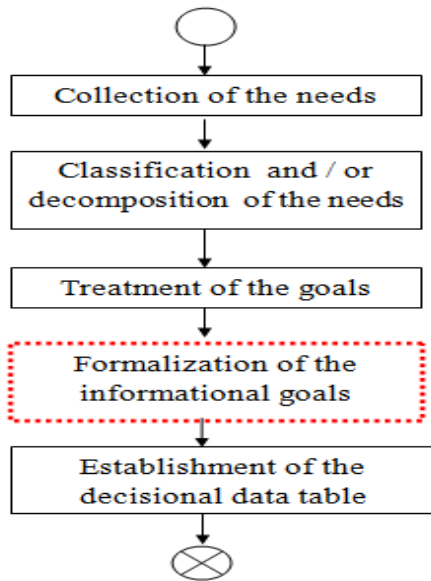 Collection of the needs
Classification and / or
decomposition of the needs
Treatment of the goals
Formalization of the
informational goals
Establishment of the
decisional data table